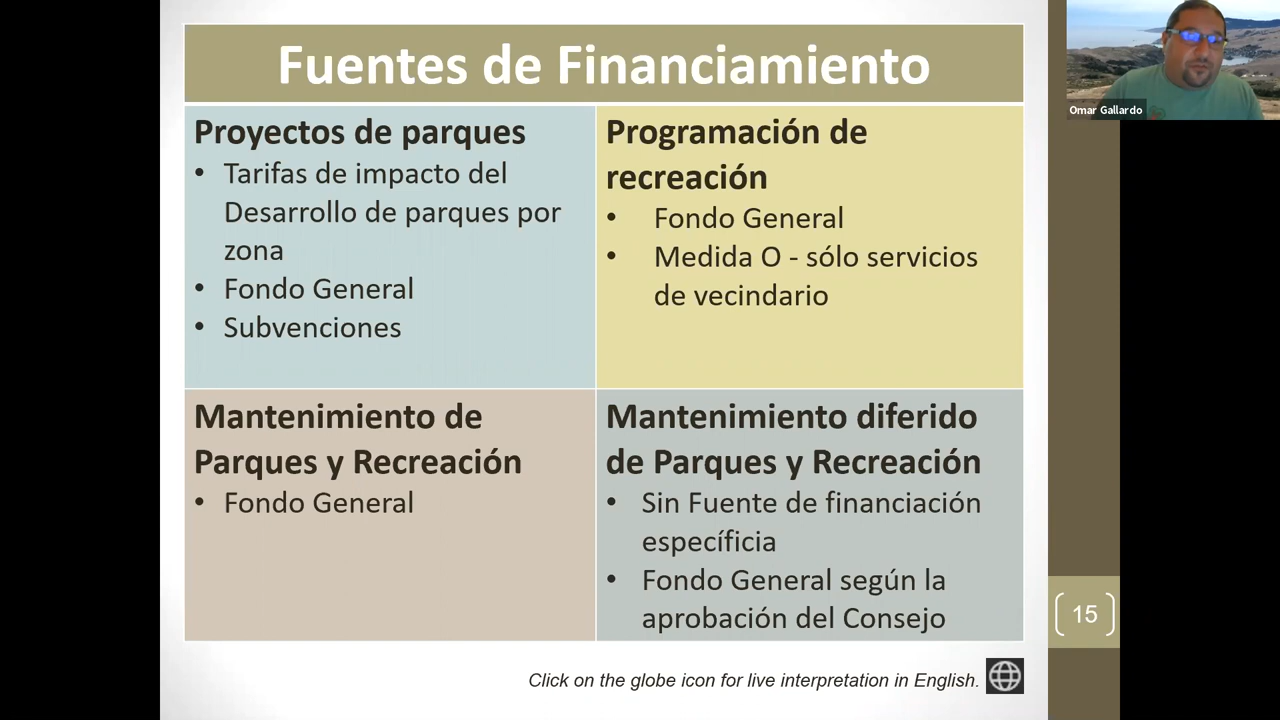 Fuentes de Financiamiento
Proyectos de parques
• Tarifas de impacto del
Desarrollo de parques por
zona
• Fondo General
• Subvenciones
Programación de
recreación
• Fondo General
• Medida O - sólo servicios
de vecindario
Mantenimiento de
Parques y Recreación
• Fondo General
Mantenimiento diferido
de Parques y Recreación
• Sin Fuente de financiación
específicia
• Fondo General según la
aprobación del Consejo
Click on the globe icon for live interpretation in English.
15
Omar Gallardo